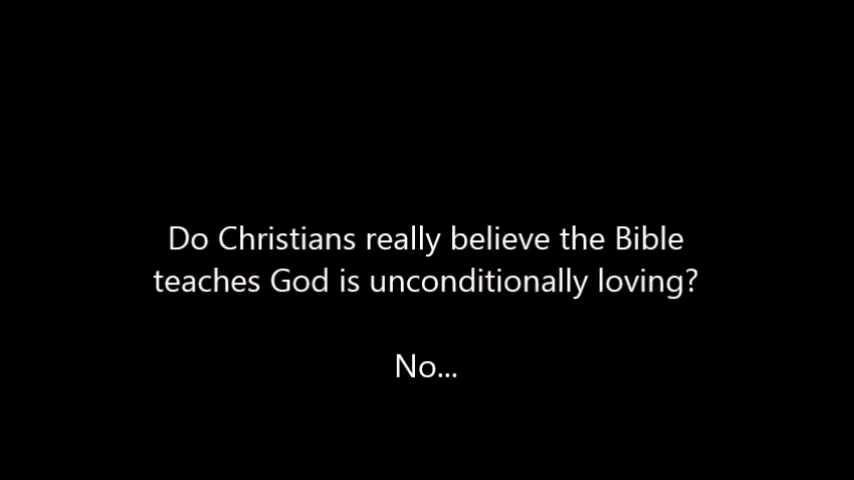 Do Christians really believe the Bible
teaches God is unconditionally loving?
No...